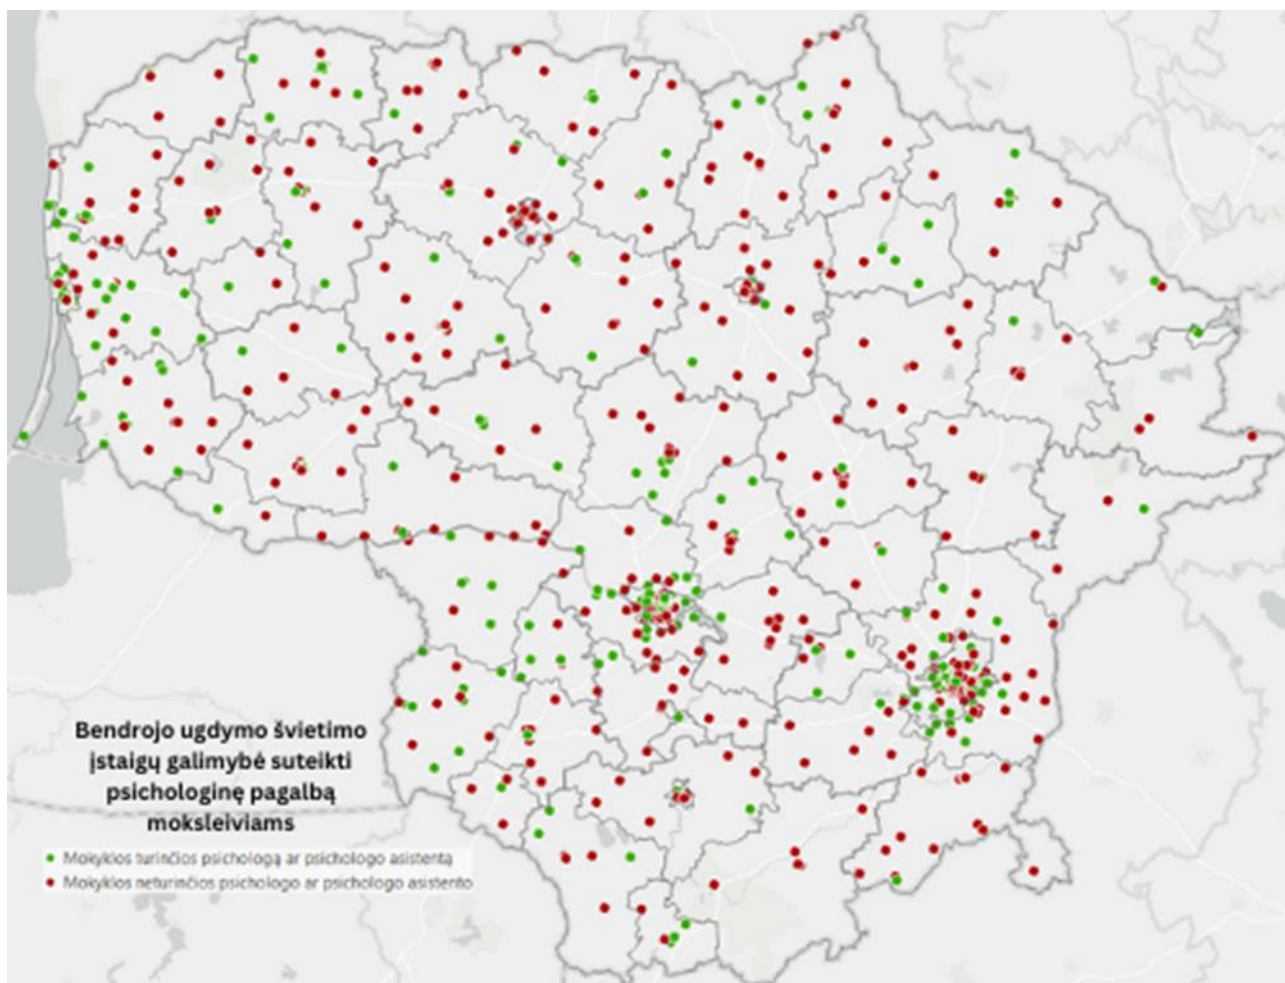 Bendrojo ugdymo švietimo
įstaigų galimybė suteikti
psichologinę pagalbą
moksleiviams
Mokyklos turinčios psichologą ar psichologo asistentą
Mokyklos neturinčios psichologo ar psichologo asistento